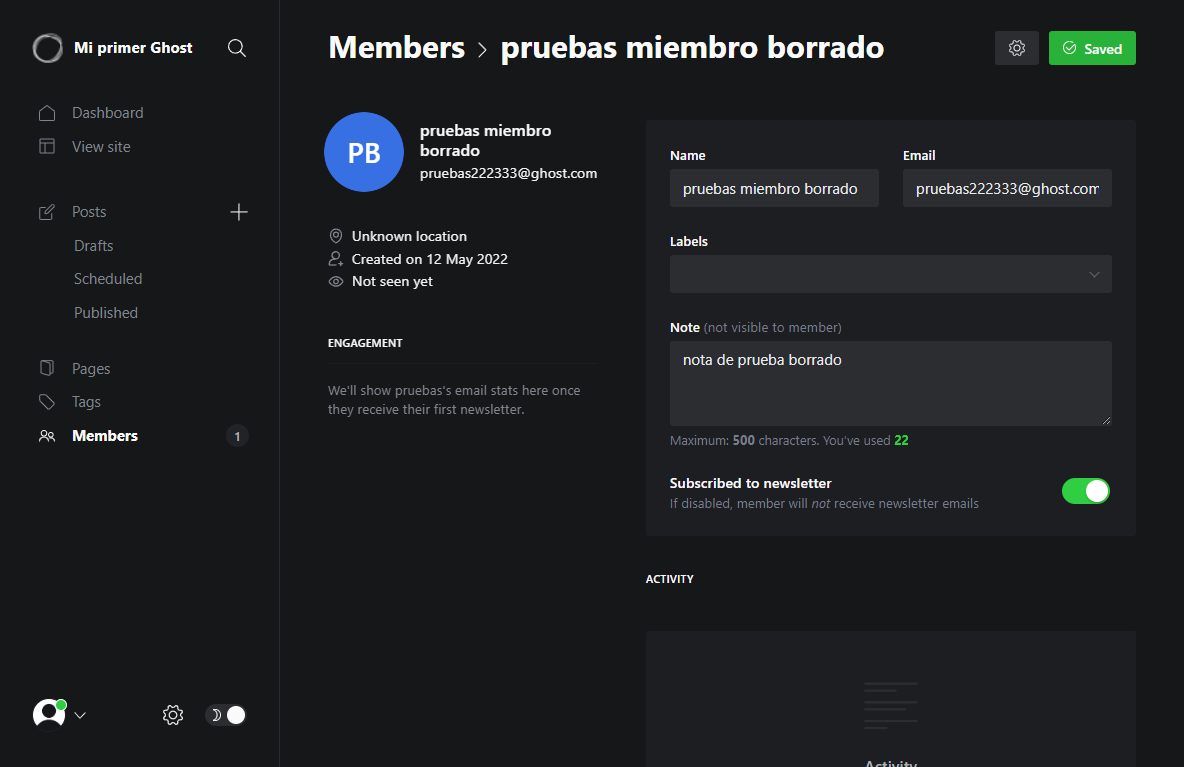 Mi primer Ghost
Dashboard
View site
Posts
Drafts
Scheduled
Published
Pages
Tags
Members 1
Members > pruebas miembro borrado
Saved
PB
pruebas miembro
borrado
pruebas222333@ghost.com
Unknown location
Created on 12 May 2022
Not seen yet
ENGAGEMENT
We'll show pruebas's email stats here once
they receive their first newsletter.
Name
pruebas miembro borrado
Email
pruebas222333@ghost.com
Labels
Note (not visible to member)
nota de prueba borrado
Maximum: 500 characters. You've used 22
Subscribed to newsletter
If disabled, member will not receive newsletter emails
ACTIVITY
Activity